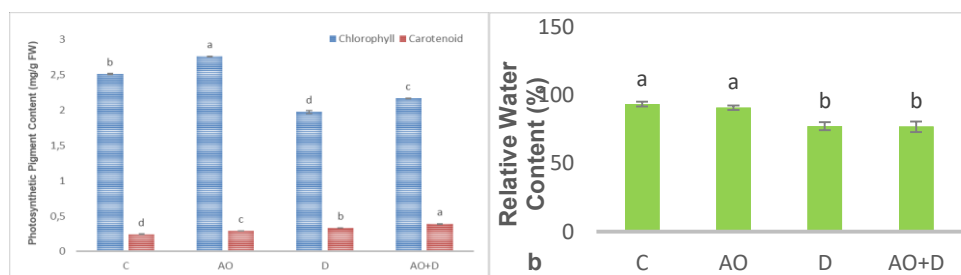 Photosynthetic Pigment Content (mg/g FW)
3
2,5
2
1,5
1
0,5
0
Chlorophyll Carotenoid
b a d c
d c b a
C AO D AO+D
Relative Water
Content (%)
150
100
50
0
a a b b
b
C AO D AO+D